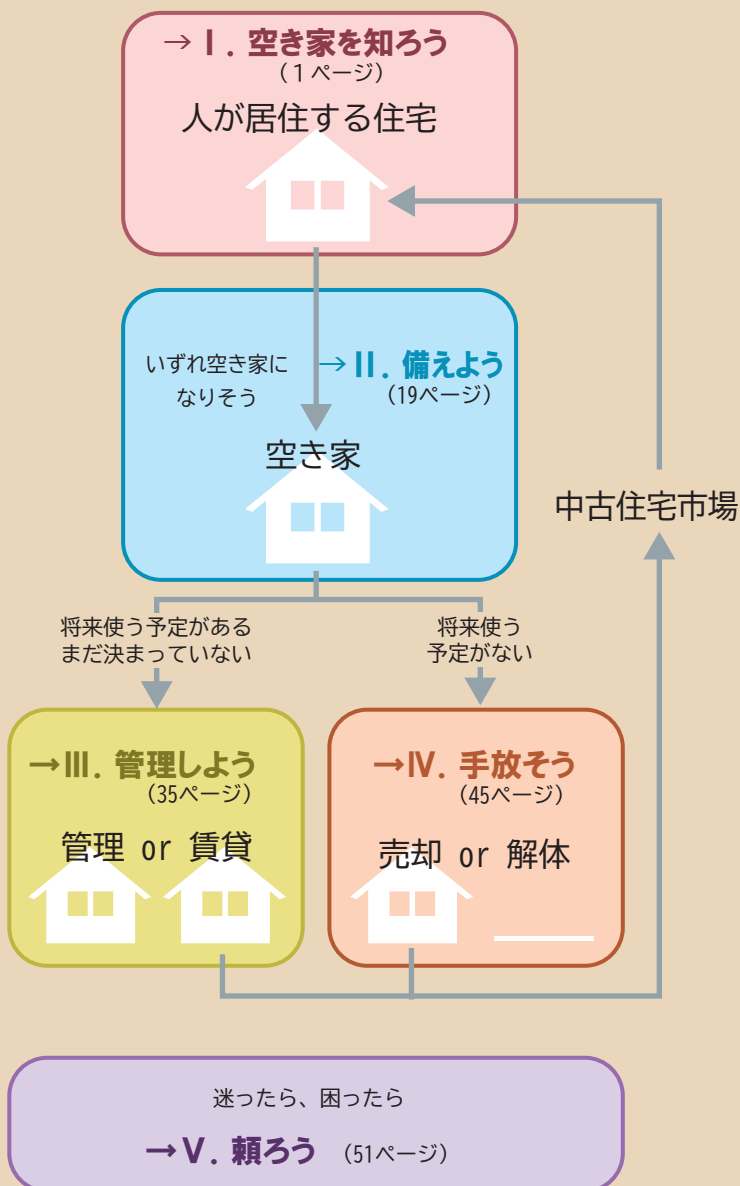 →Ⅰ. 空き家を知ろう
(1ページ)
人が居住する住宅
いずれ空き家に
なりそう
→Ⅱ. 備えよう
(19ページ)
空き家
中古住宅市場
将来使う予定がある
まだ決まっていない
将来使う
予定がない
→Ⅲ. 管理しよう
(35ページ)
管理 or 賃貸
→Ⅳ. 手放そう
(45ページ)
売却 or 解体
迷ったら、困ったら
→Ⅴ. 頼ろう (51ページ)